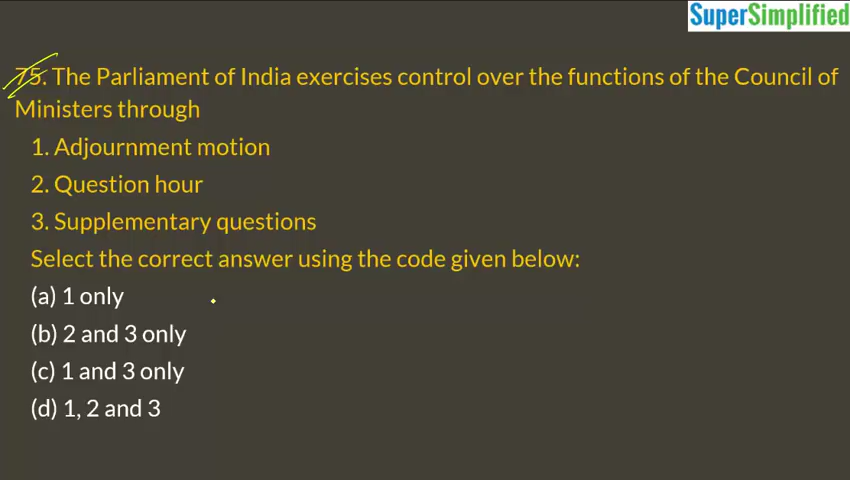 SuperSimplified
75. The Parliament of India exercises control over the functions of the Council of
Ministers through
1. Adjournment motion
2. Question hour
3. Supplementary questions
Select the correct answer using the code given below:
(a) 1 only
(b) 2 and 3 only
(c) 1 and 3 only
(d) 1, 2 and 3